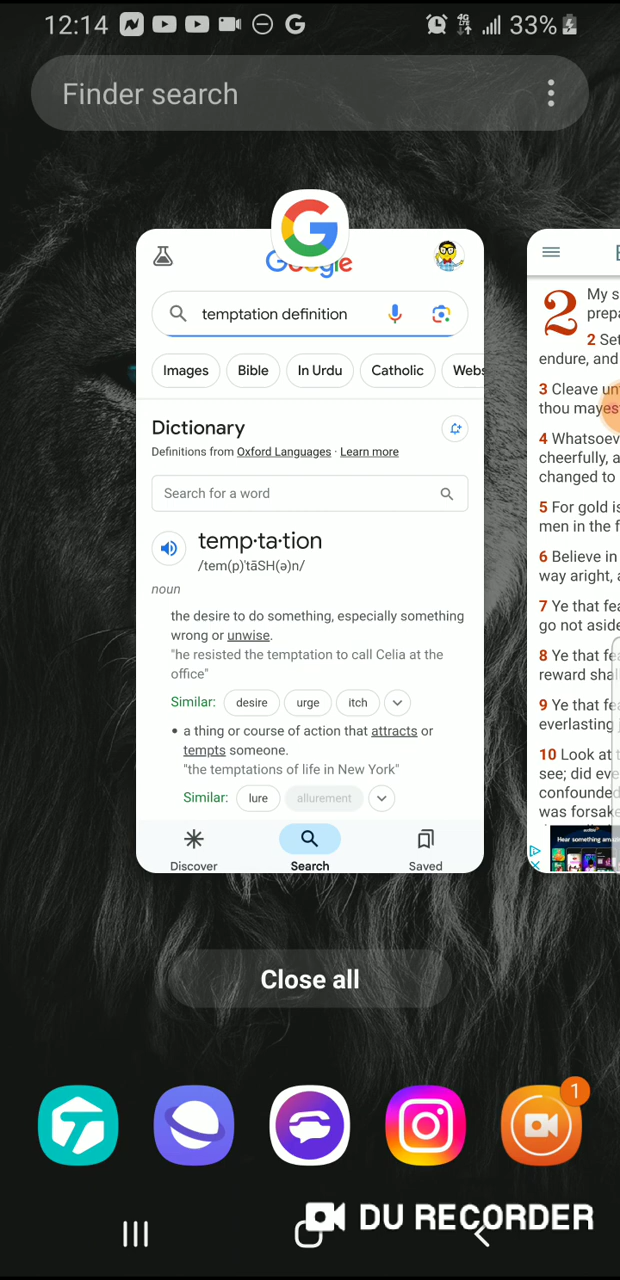 12:14
4G
LTE
33%
Finder search
Google
temptation definition
Images
Bible
In Urdu
Catholic
Webs
Dictionary
Definitions from Oxford Languages · Learn more
Search for a word
temp·ta·tion
/tem(p)ˈtāSH(ə)n/
noun
the desire to do something, especially something
wrong or unwise.
"he resisted the temptation to call Celia at the
office"
Similar:
desire
urge
itch
• a thing or course of action that attracts or
tempts someone.
"the temptations of life in New York"
Similar:
lure
allurement
Discover
Search
Saved
2
My s
prepa
2 Set
endure, and
3 Cleave un
thou mayest
4 Whatsoev
cheerfully, a
changed to
5 For gold is
men in the f
6 Believe in
way aright, a
7 Ye that fea
go not aside
8 Ye that fe
reward shal
9 Ye that fea
everlasting j
10 Look at t
see; did eve
confounded
was forsake
Hear something ama
Close all
1
DU RECORDER